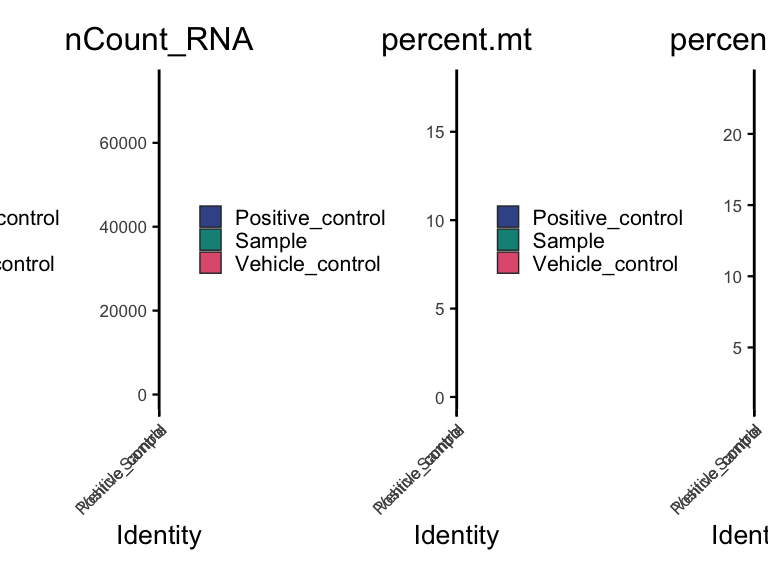 nCount_RNA
60000
40000
20000
0
control
control
Positive_control
Sample
Vehicle_control
Identity
percent.mt
15
10
5
0
Positive_control
Sample
Vehicle_control
Identity
percen
20
15
10
5
Ident